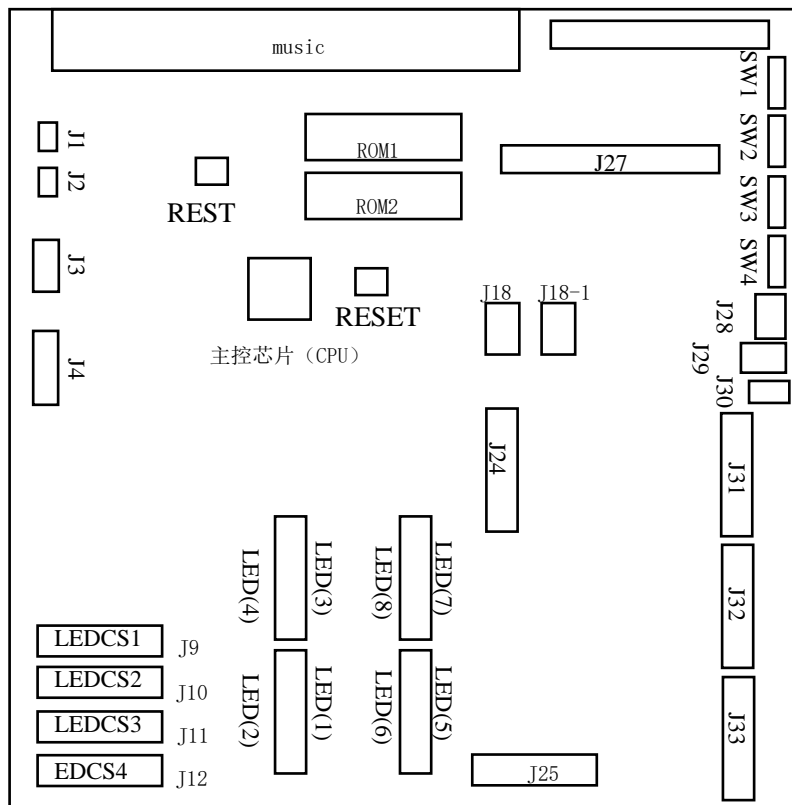 music
SW1
J1
ROM1
SW2
J27
J2
ROM2
REST
SW3
J3
SW4
J18
J18-1
RESET
J28
主控芯片（CPU）
J29
J4
J30
J24
J31
LED(4)
LED(3)
LED(8)
LED(7)
J32
LEDCS1
J9
LEDCS2
J10
LED(2)
LED(1)
LED(6)
LED(5)
J33
LEDCS3
J11
EDCS4
J12
J25